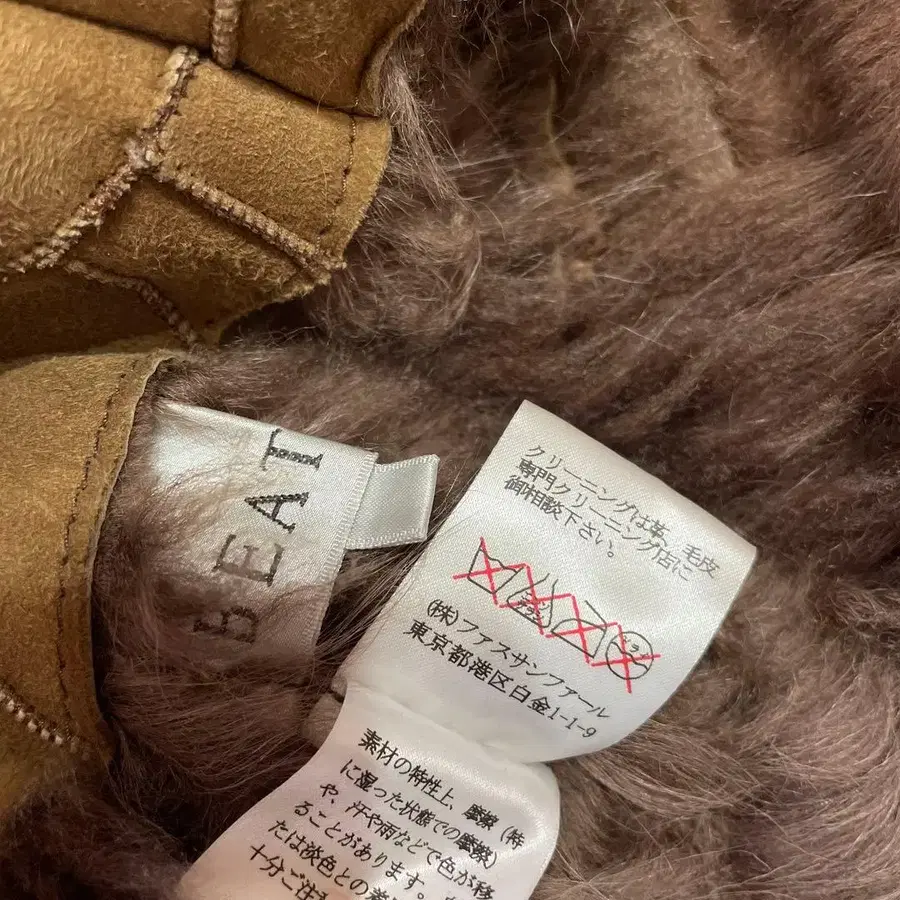 BEAT
クリーニングは革、毛皮
専門クリーニング店に
御相談下さい。
(株)ファスサンファール
東京都港区白金1-1-9
素材の特性上、摩擦(特
に湿った状態での摩擦)
や、汗や雨などで色が移
ることがあります。
たは淡色との
十分ご注